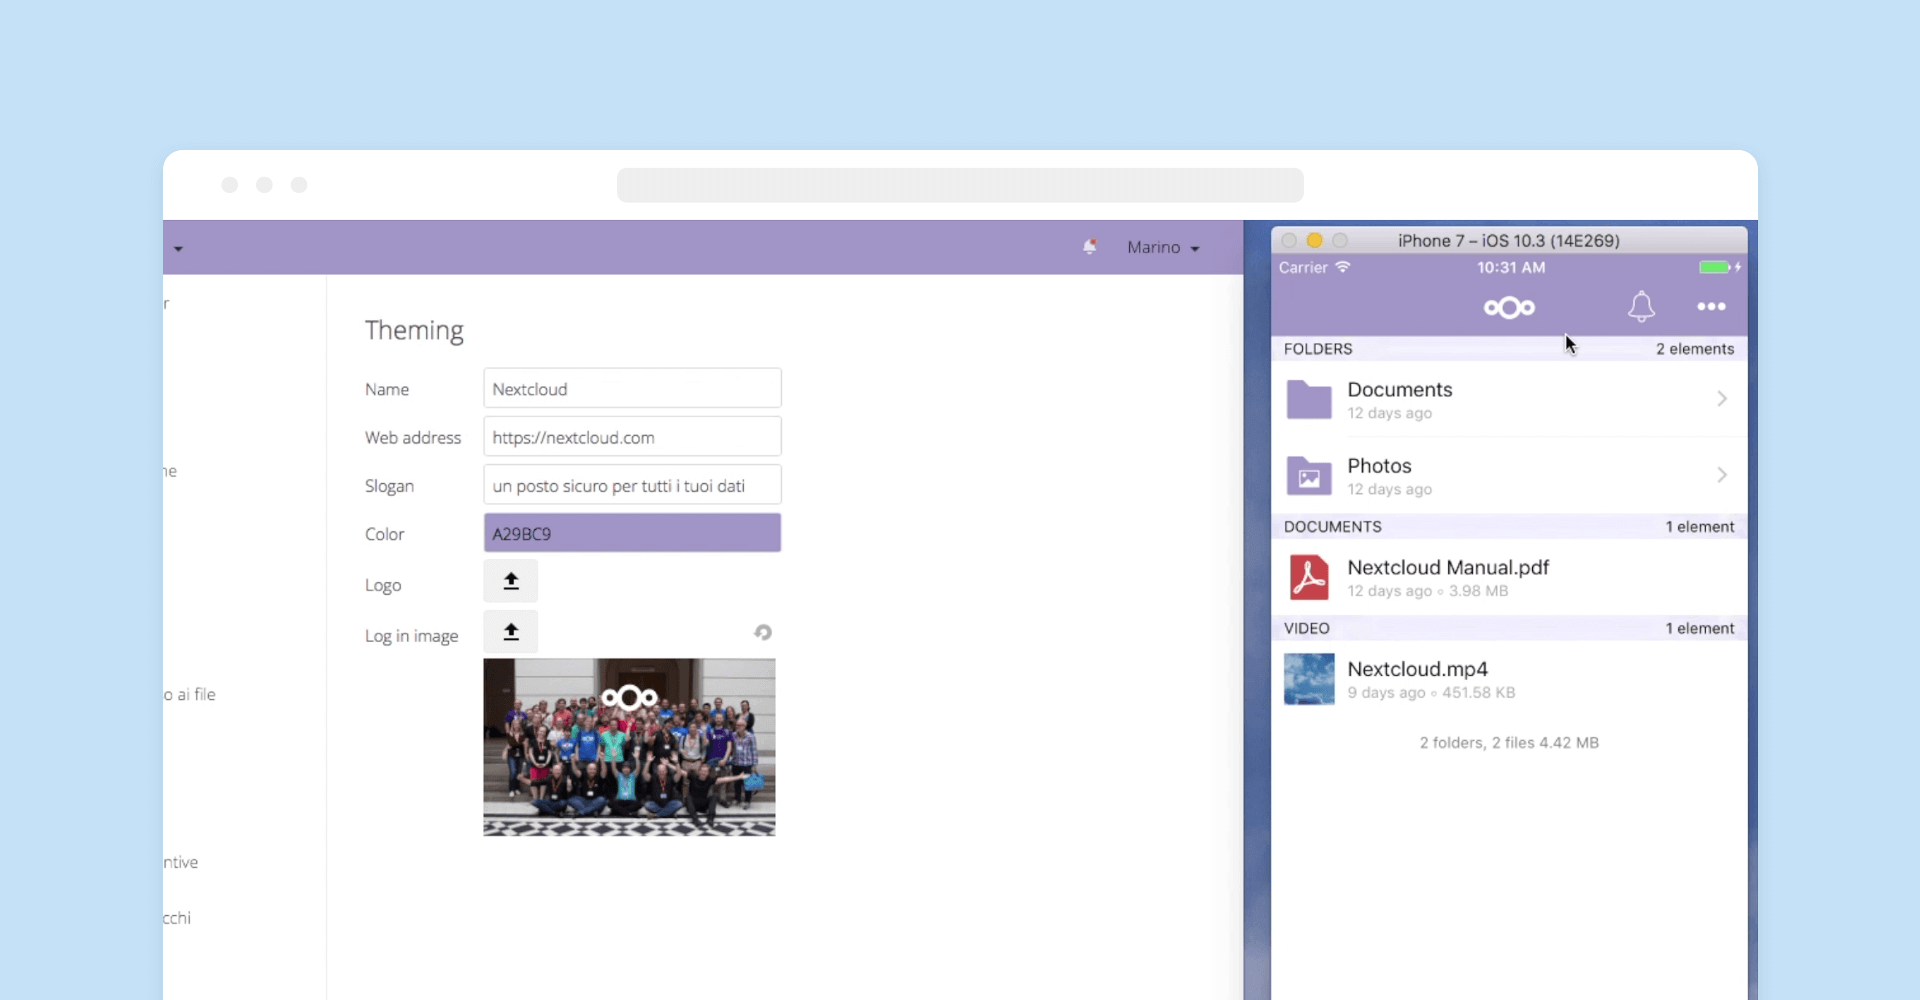 Marino
r
ne
o ai file
ntive
cchi
Theming
Name
Nextcloud
Web address
https://nextcloud.com
Slogan
un posto sicuro per tutti i tuoi dati
Color
A29BC9
Logo
Log in image
iPhone 7 – iOS 10.3 (14E269)
Carrier 10:31 AM
FOLDERS 2 elements
Documents
12 days ago
Photos
12 days ago
DOCUMENTS 1 element
Nextcloud Manual.pdf
12 days ago ◦ 3.98 MB
VIDEO 1 element
Nextcloud.mp4
9 days ago ◦ 451.58 KB
2 folders, 2 files 4.42 MB